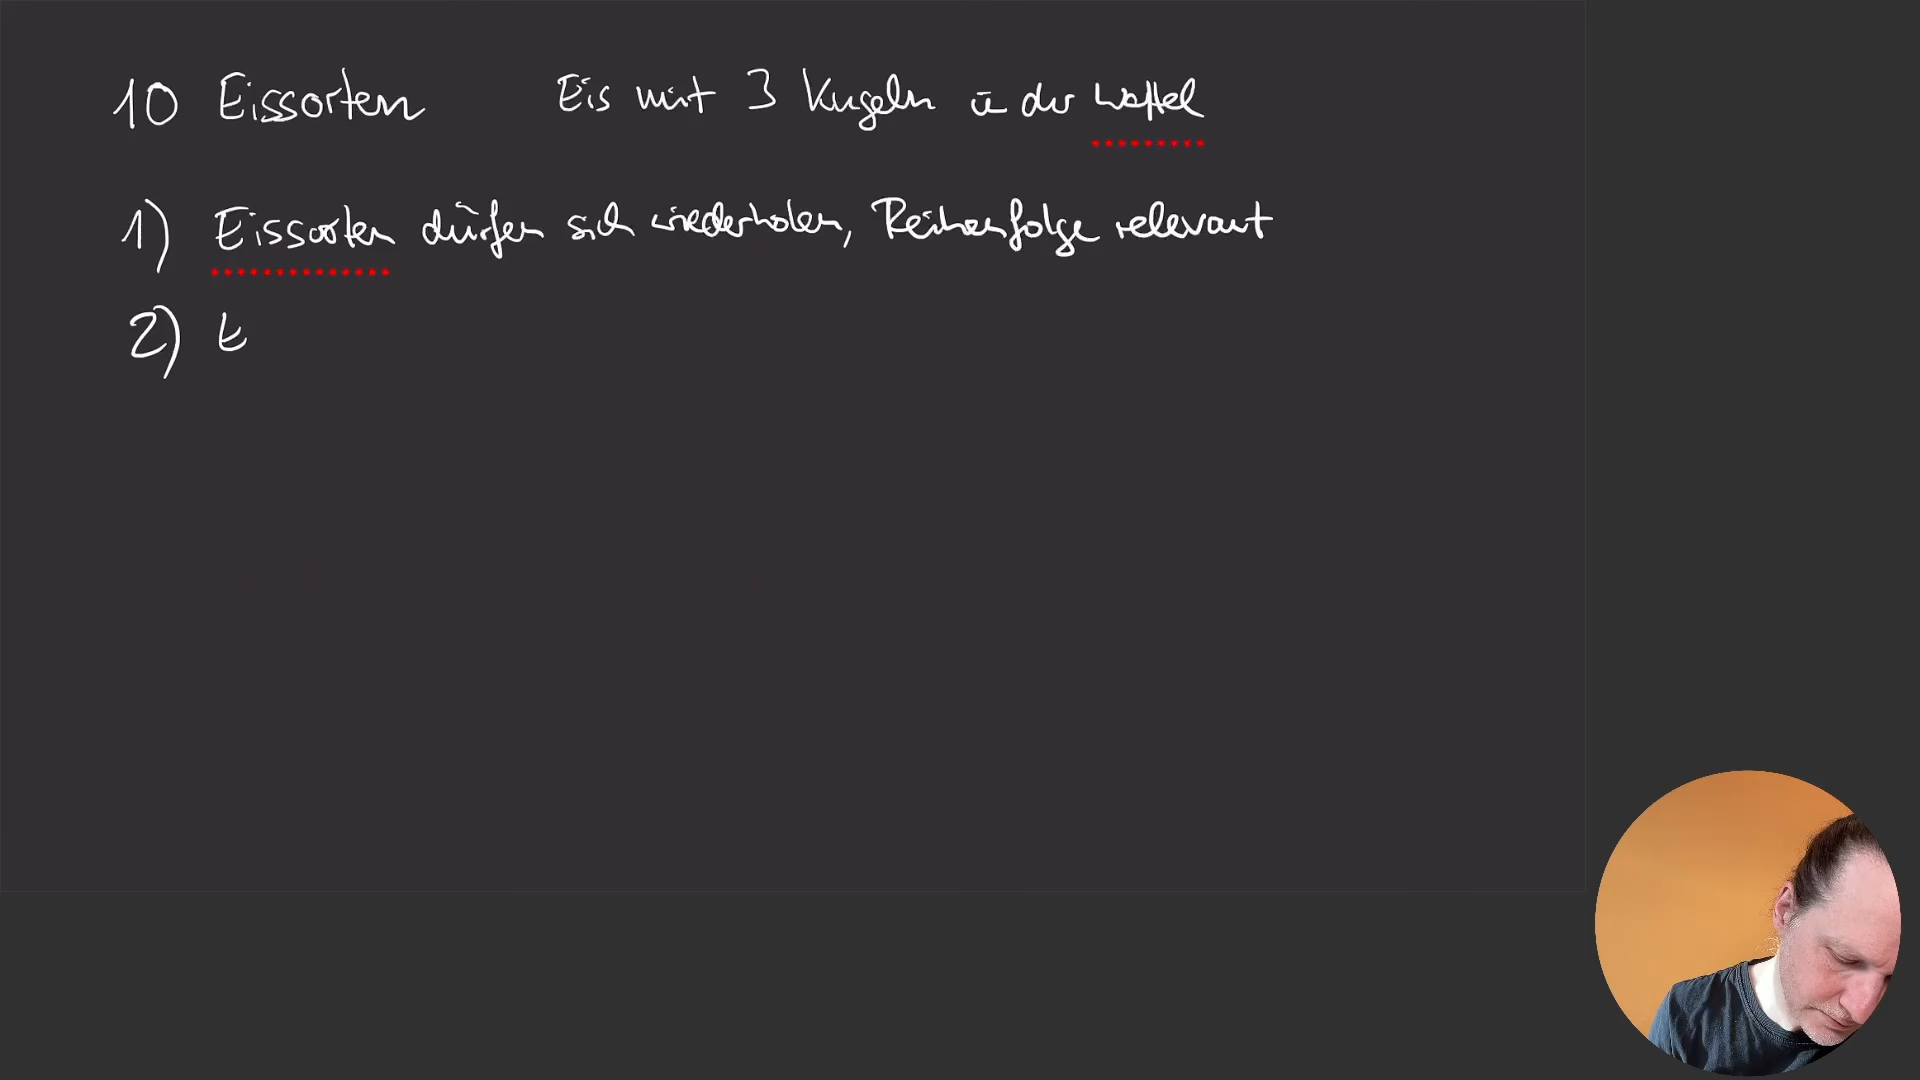 10 Eissorten Eis mit 3 Kugeln in der Waffel
1) Eissorten dürfen sich wiederholen, Reihenfolge relevant
2) E